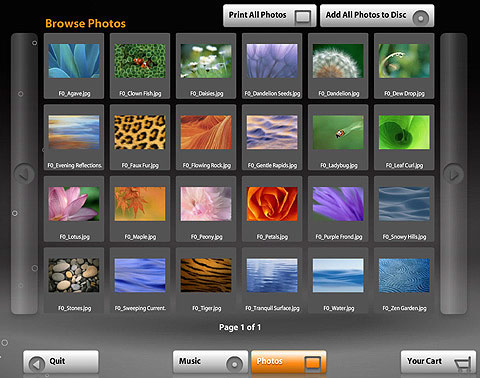 Print All Photos
Add All Photos to Disc
Browse Photos
F0_Agave.jpg
F0_Clown Fish.jpg
F0_Daisies.jpg
F0_Dandelion Seeds.jpg
F0_Dandelion.jpg
F0_Dew Drop.jpg
F0_Evening Reflections.
F0_Faux Fur.jpg
F0_Flowing Rock.jpg
F0_Gentle Rapids.jpg
F0_Ladybug.jpg
F0_Leaf Curl.jpg
F0_Lotus.jpg
F0_Maple.jpg
F0_Peony.jpg
F0_Petals.jpg
F0_Purple Frond.jpg
F0_Snowy Hills.jpg
F0_Stones.jpg
F0_Sweeping Current.
F0_Tiger.jpg
F0_Tranquil Surface.jpg
F0_Water.jpg
F0_Zen Garden.jpg
Page 1 of 1
Quit
Music
Photos
Your Cart